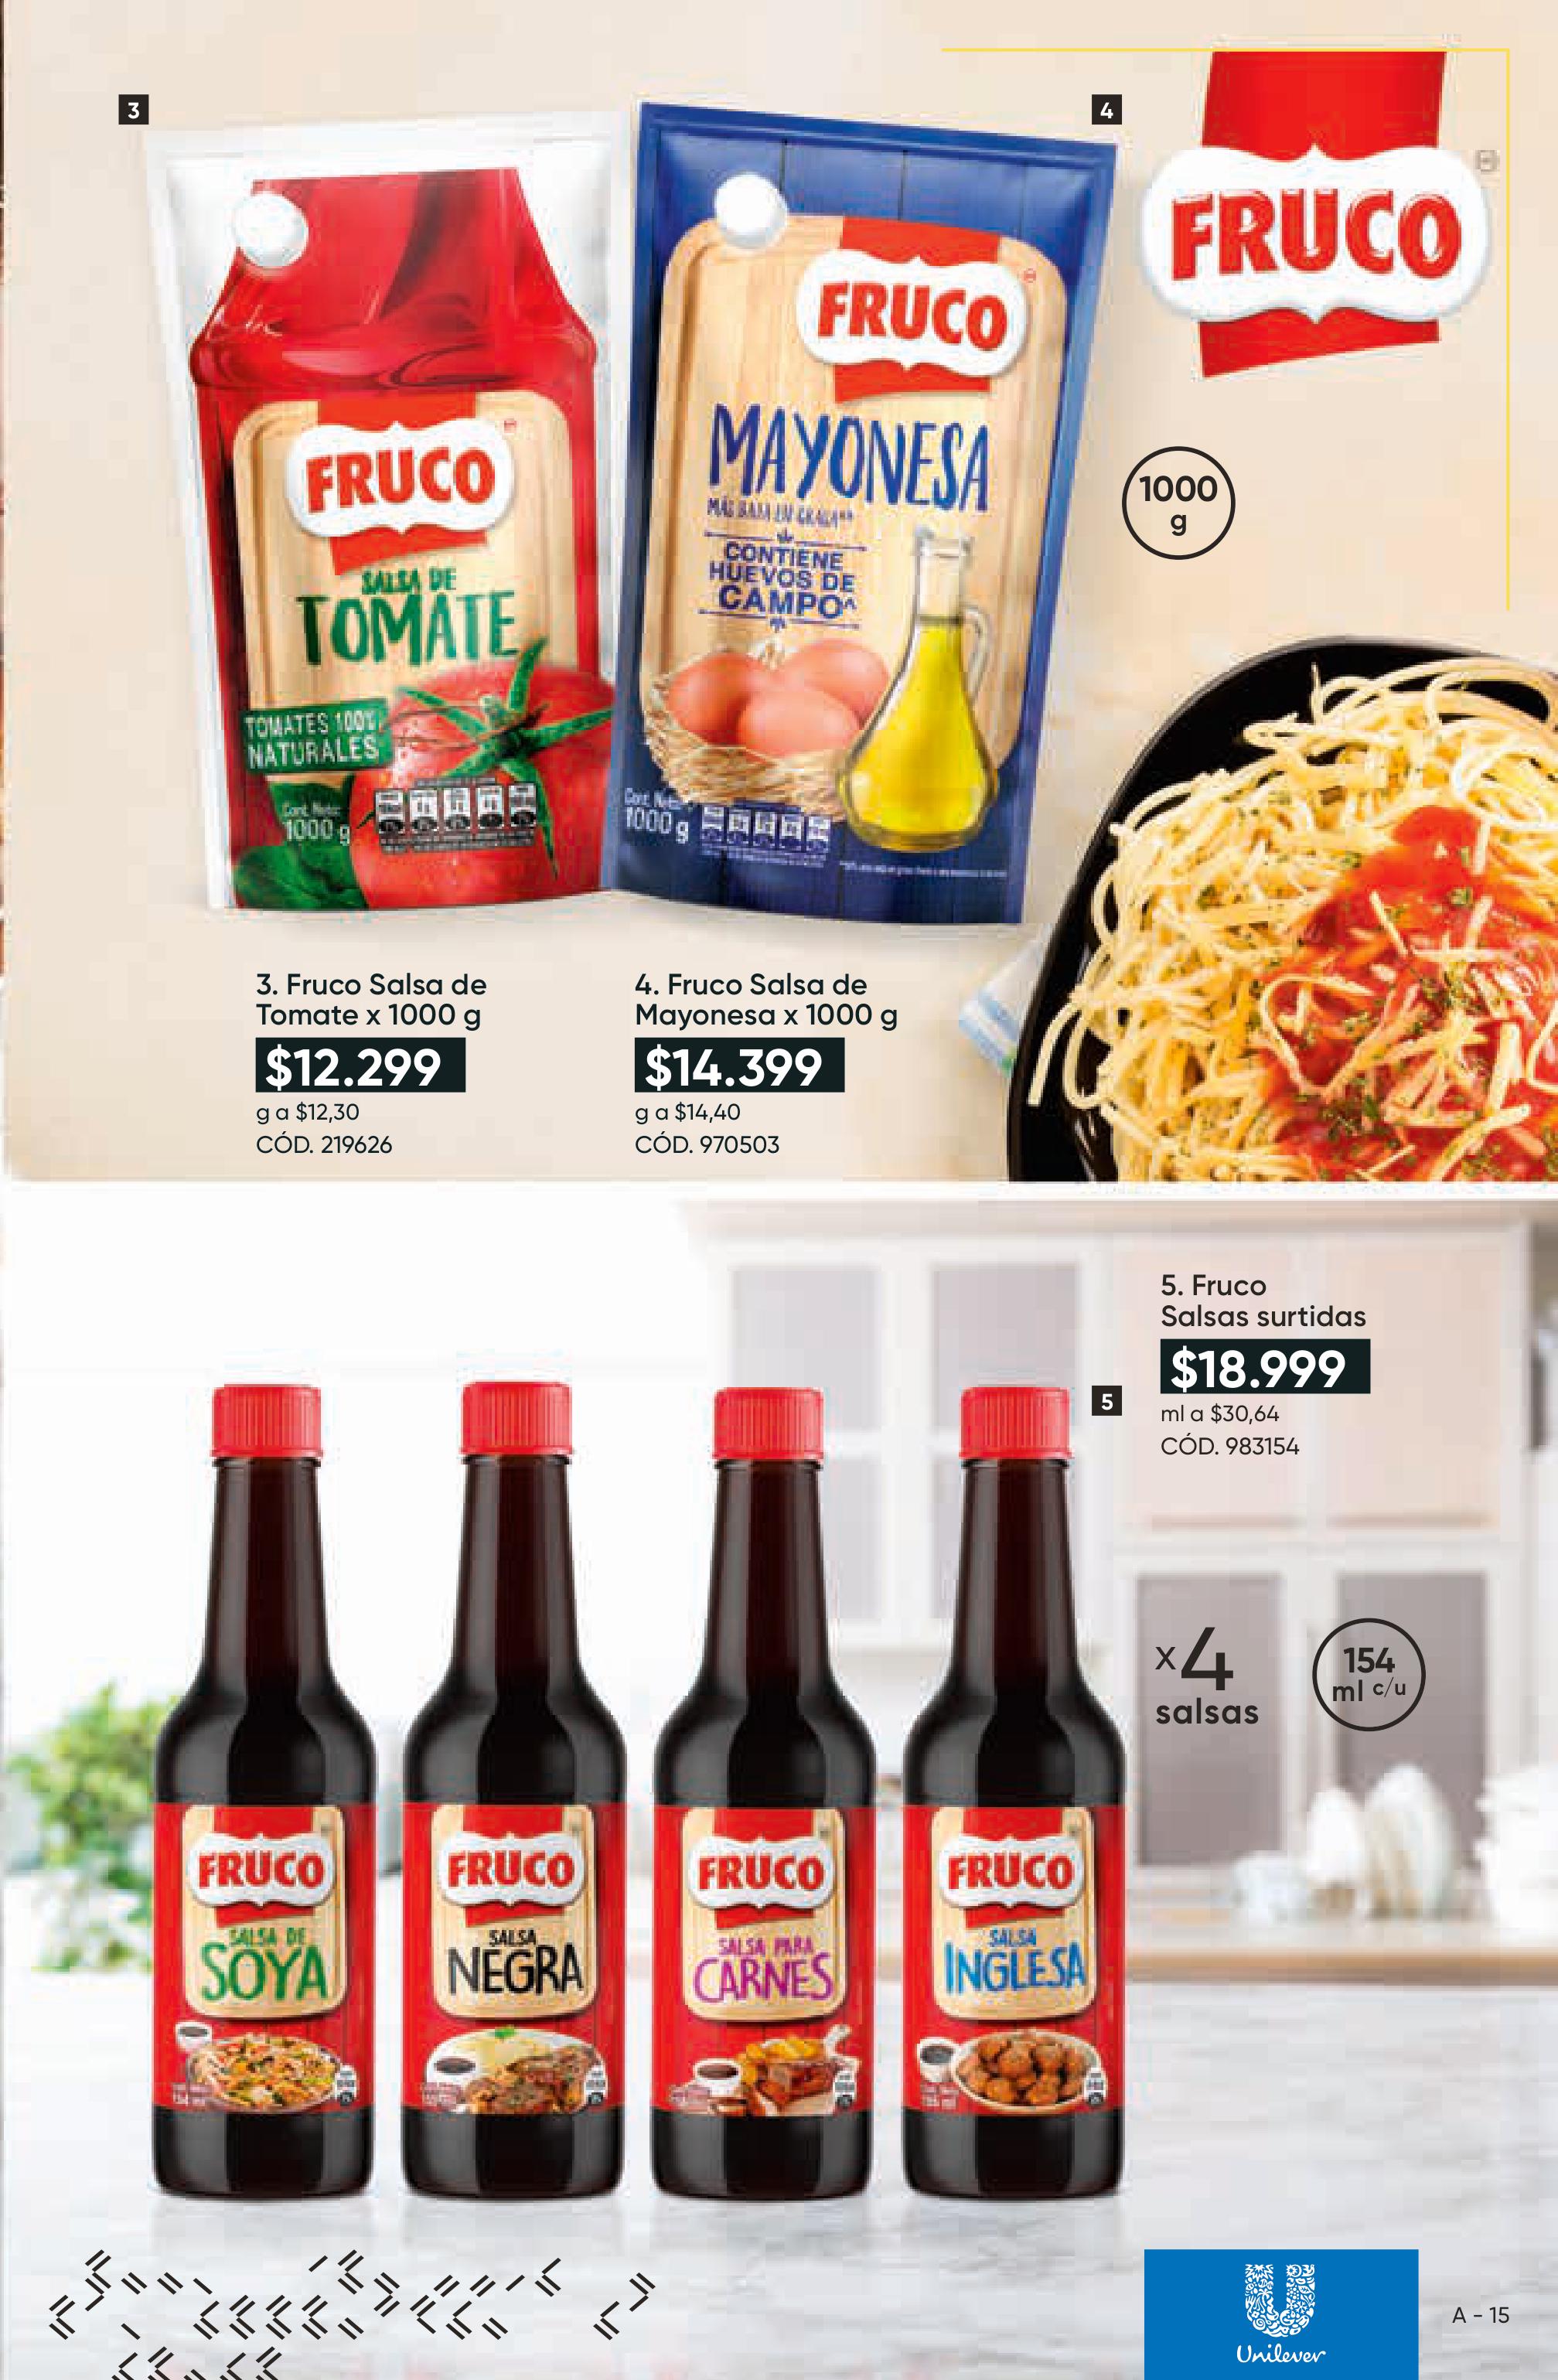 3
4
FRUCO
FRUCO
SALSA DE
TOMATE
TOMATES 100%
NATURALES
Cont. Neto:
1000 g
FRUCO
MAYONESA
MÁS BAJA EN GRASA**
CONTIENE
HUEVOS DE
CAMPO^
Cont. Neto:
1000 g
1000
g
3. Fruco Salsa de
Tomate x 1000 g
$12.299
g a $12,30
CÓD. 219626
4. Fruco Salsa de
Mayonesa x 1000 g
$14.399
g a $14,40
CÓD. 970503
5. Fruco
Salsas surtidas
$18.999
ml a $30,64
CÓD. 983154
5
x4
salsas
154
ml c/u
FRUCO
SALSA DE
SOYA
FRUCO
SALSA
NEGRA
FRUCO
SALSA PARA
CARNES
FRUCO
SALSA
INGLESA
Unilever
A - 15